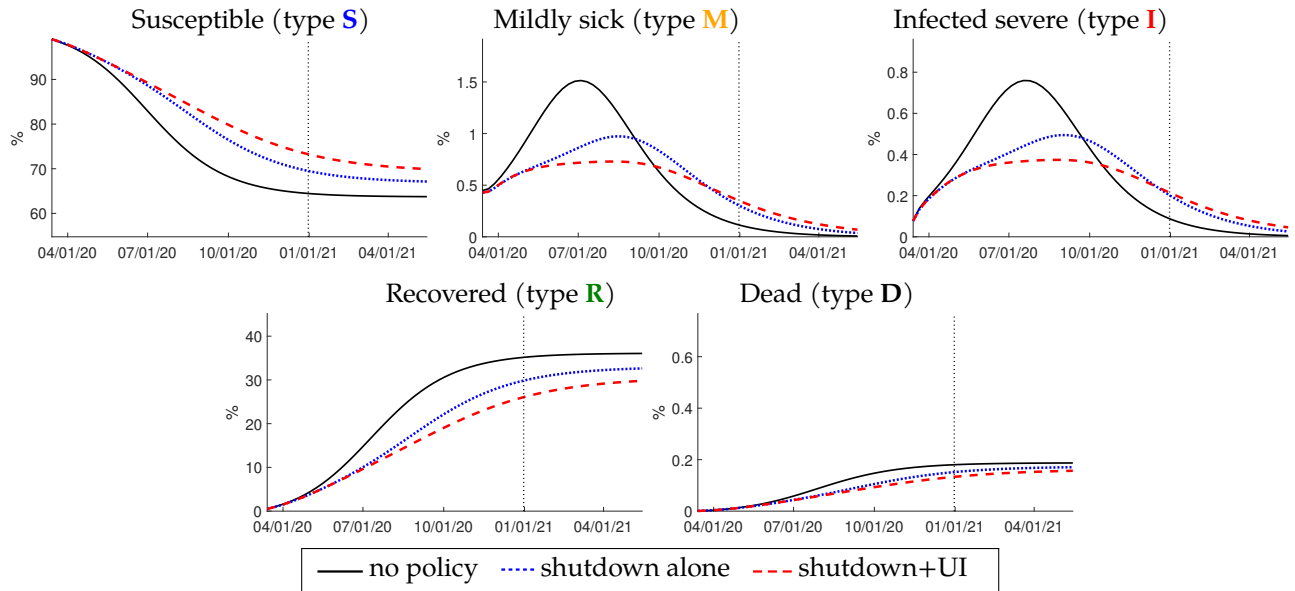 Susceptible (type S)
Mildly sick (type M)
Infected severe (type I)
90
80
70
60
%
04/01/20 07/01/20 10/01/20 01/01/21 04/01/21
1.5
1
0.5
0
%
04/01/20 07/01/20 10/01/20 01/01/21 04/01/21
0.8
0.6
0.4
0.2
0
%
04/01/20 07/01/20 10/01/20 01/01/21 04/01/21
Recovered (type R)
Dead (type D)
40
30
20
10
0
%
04/01/20 07/01/20 10/01/20 01/01/21 04/01/21
0.6
0.4
0.2
0
%
04/01/20 07/01/20 10/01/20 01/01/21 04/01/21
no policy shutdown alone shutdown+UI